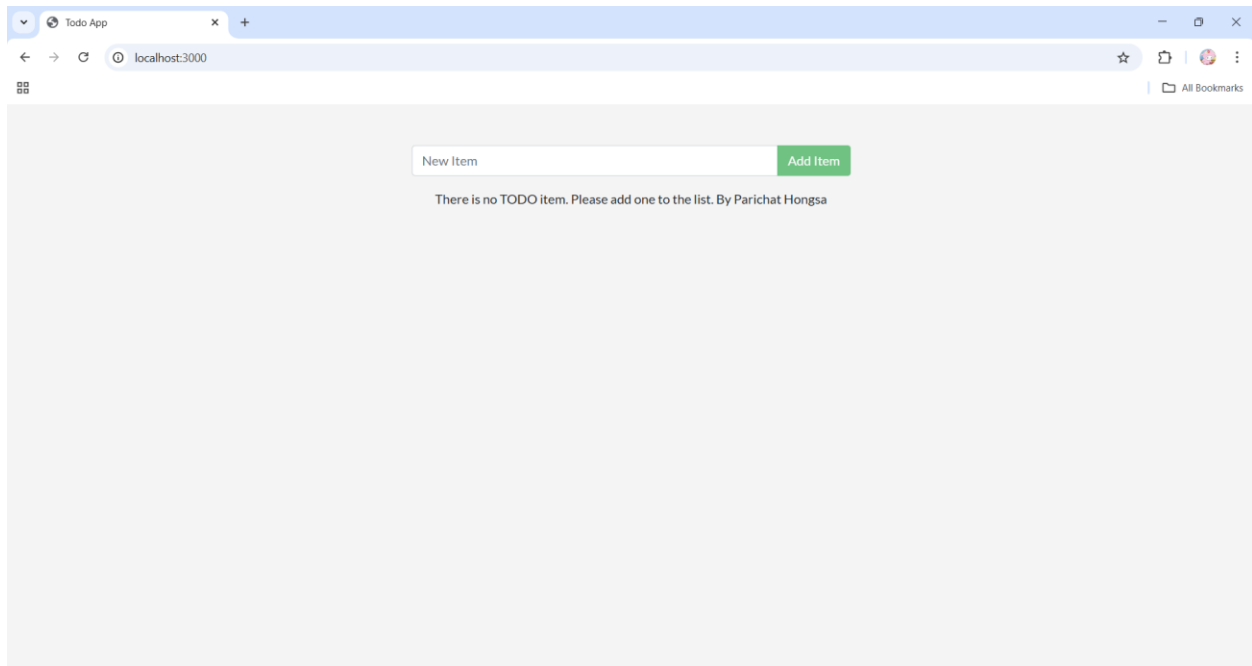 Todo App
localhost:3000
All Bookmarks
New Item
Add Item
There is no TODO item. Please add one to the list. By Parichat Hongsa